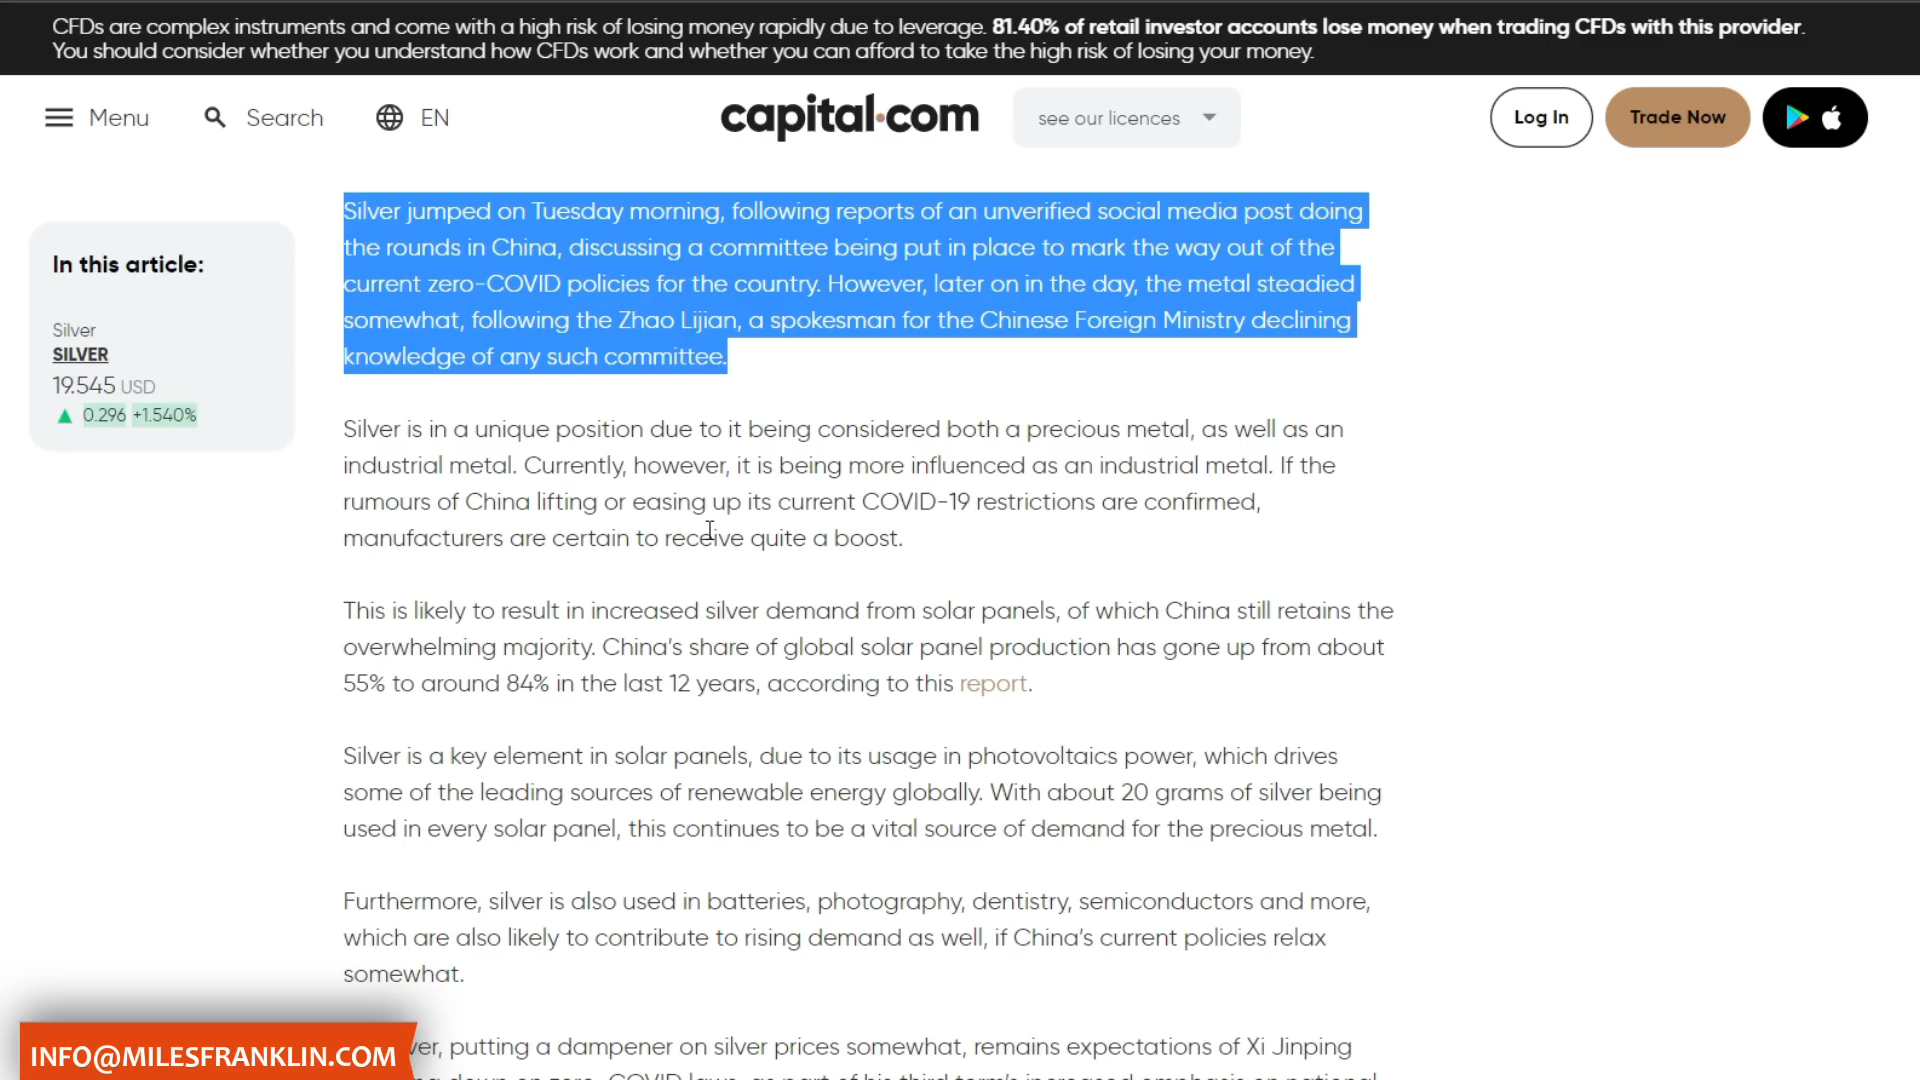 CFDs are complex instruments and come with a high risk of losing money rapidly due to leverage. 81.40% of retail investor accounts lose money when trading CFDs with this provider.
You should consider whether you understand how CFDs work and whether you can afford to take the high risk of losing your money.
Menu
Search
EN
capital.com
see our licences
Log In
Trade Now
In this article:
Silver
SILVER
19.545 USD
▲ 0.296 +1.540%
Silver jumped on Tuesday morning, following reports of an unverified social media post doing
the rounds in China, discussing a committee being put in place to mark the way out of the
current zero-COVID policies for the country. However, later on in the day, the metal steadied
somewhat, following the Zhao Lijian, a spokesman for the Chinese Foreign Ministry declining
knowledge of any such committee.
Silver is in a unique position due to it being considered both a precious metal, as well as an
industrial metal. Currently, however, it is being more influenced as an industrial metal. If the
rumours of China lifting or easing up its current COVID-19 restrictions are confirmed,
manufacturers are certain to receive quite a boost.
This is likely to result in increased silver demand from solar panels, of which China still retains the
overwhelming majority. China’s share of global solar panel production has gone up from about
55% to around 84% in the last 12 years, according to this report.
Silver is a key element in solar panels, due to its usage in photovoltaics power, which drives
some of the leading sources of renewable energy globally. With about 20 grams of silver being
used in every solar panel, this continues to be a vital source of demand for the precious metal.
Furthermore, silver is also used in batteries, photography, dentistry, semiconductors and more,
which are also likely to contribute to rising demand as well, if China’s current policies relax
somewhat.
putting a dampener on silver prices somewhat, remains expectations of Xi Jinping
INFO@MILESFRANKLIN.COM